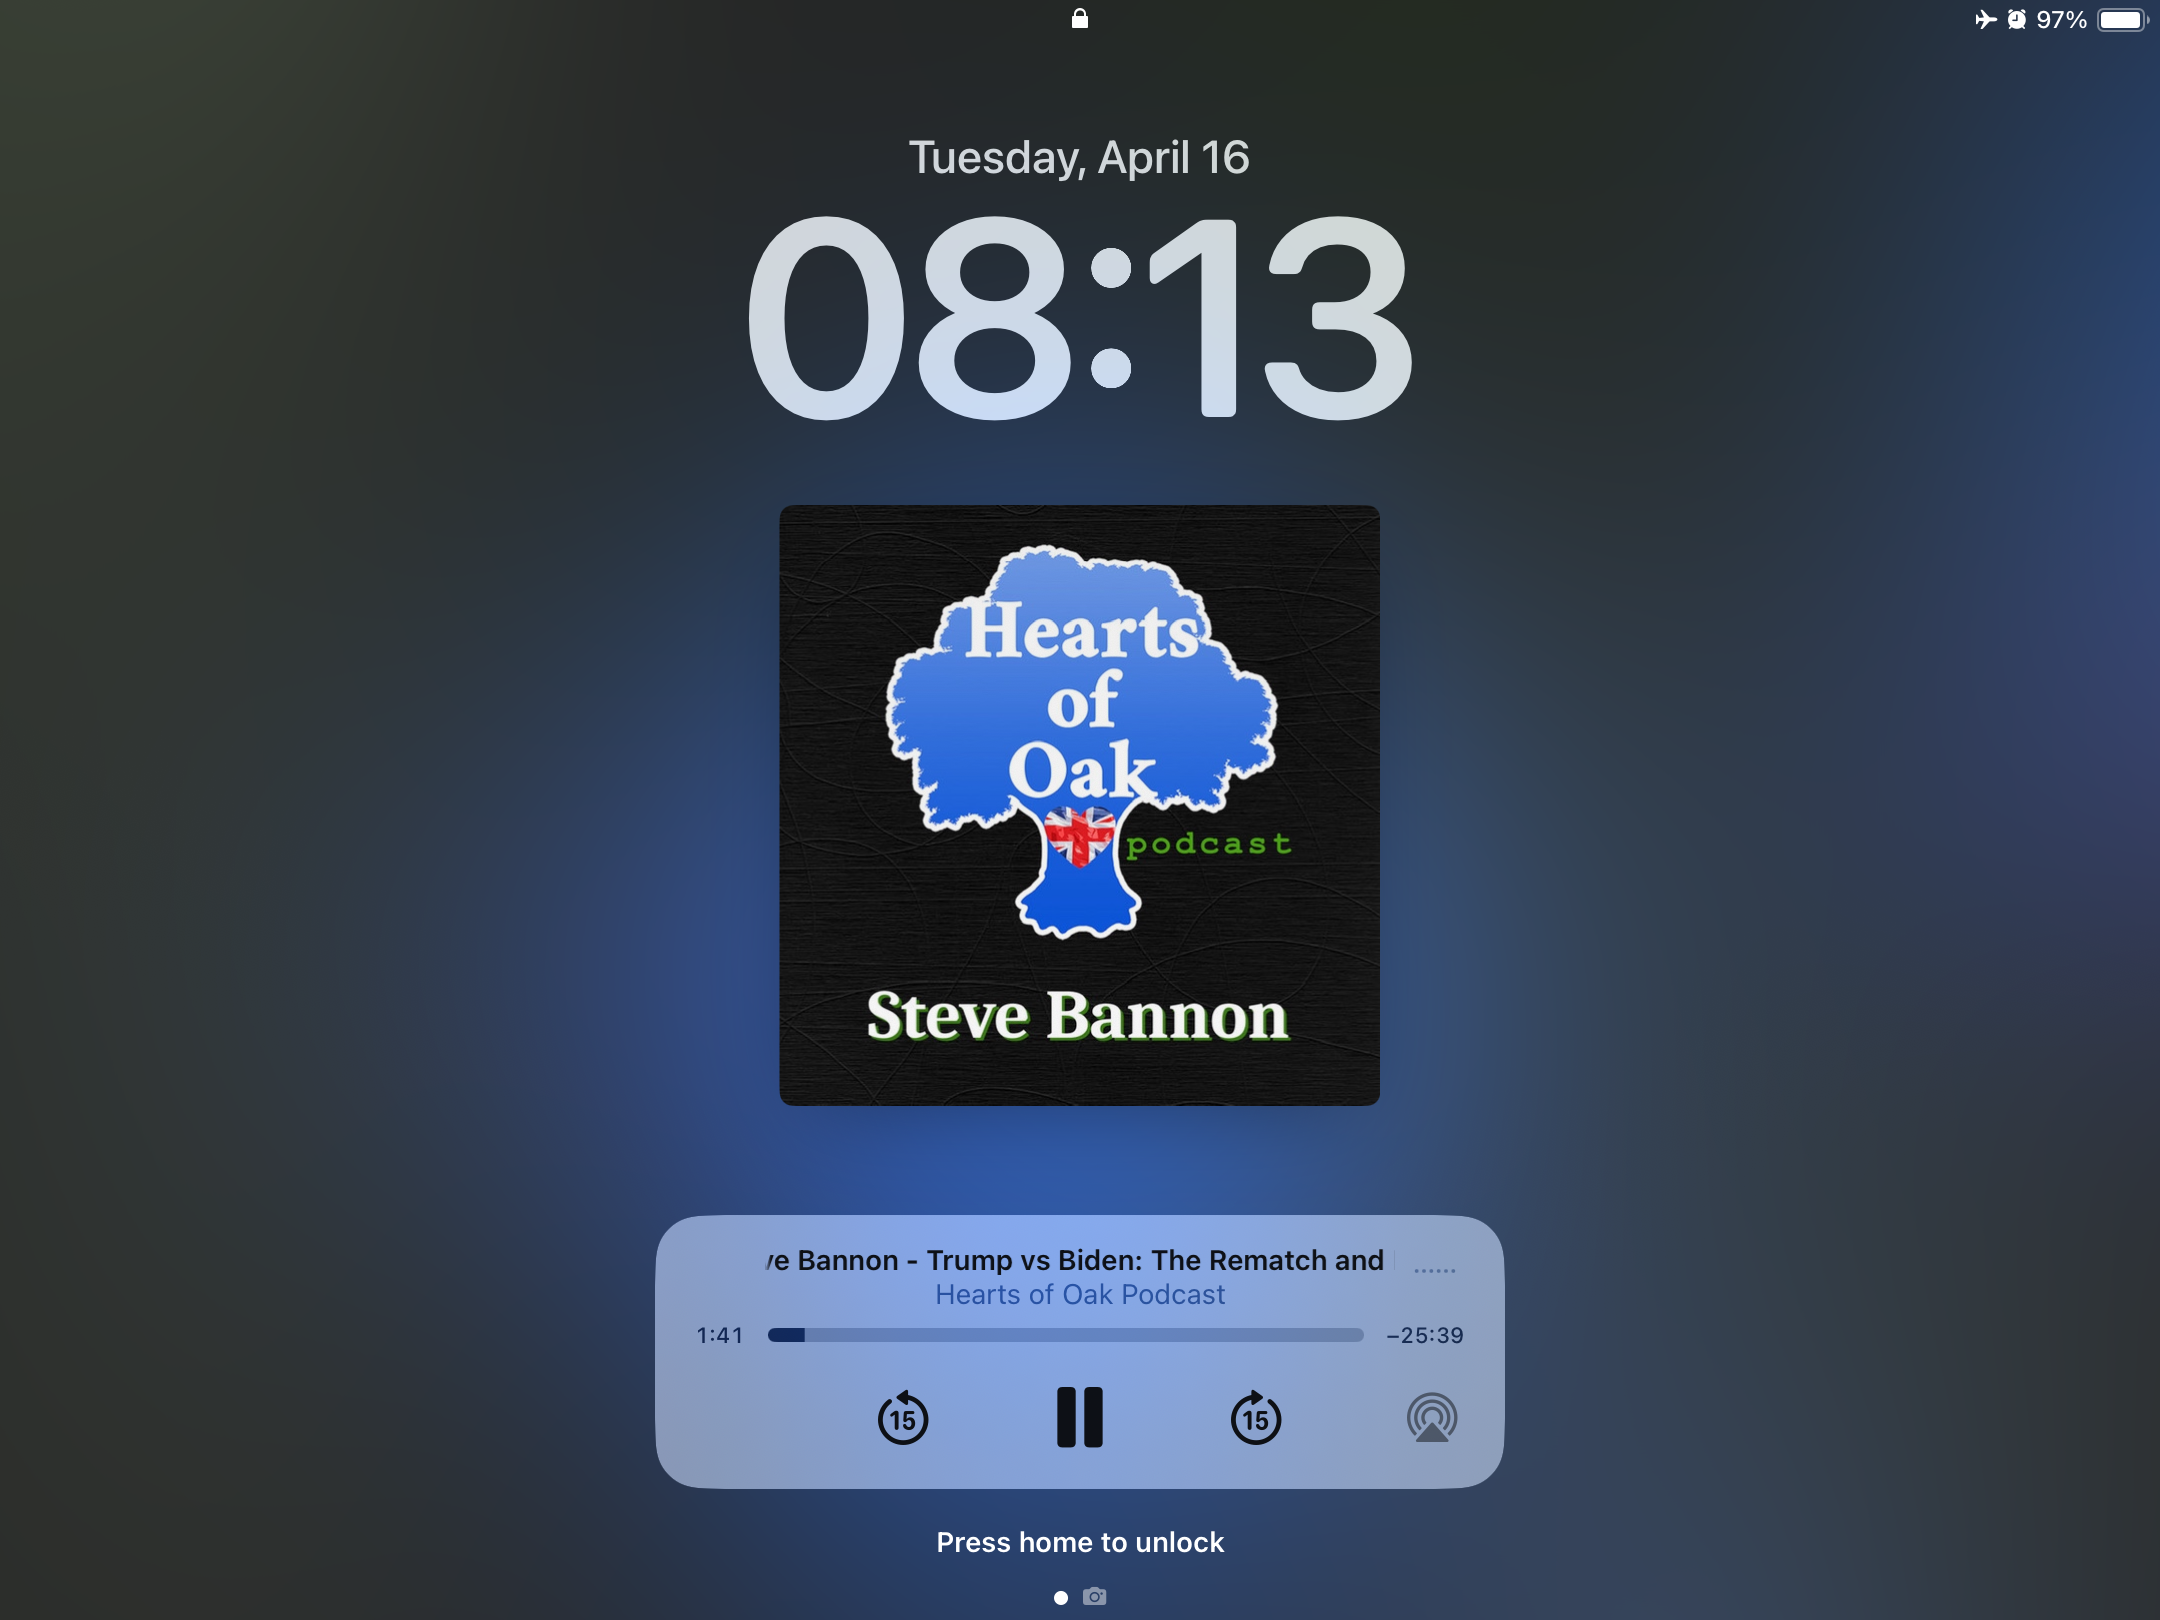 97%
Tuesday, April 16
08:13
Hearts
of
Oak
podcast
Steve Bannon
ve Bannon - Trump vs Biden: The Rematch and
Hearts of Oak Podcast
1:41
−25:39
15
15
Press home to unlock